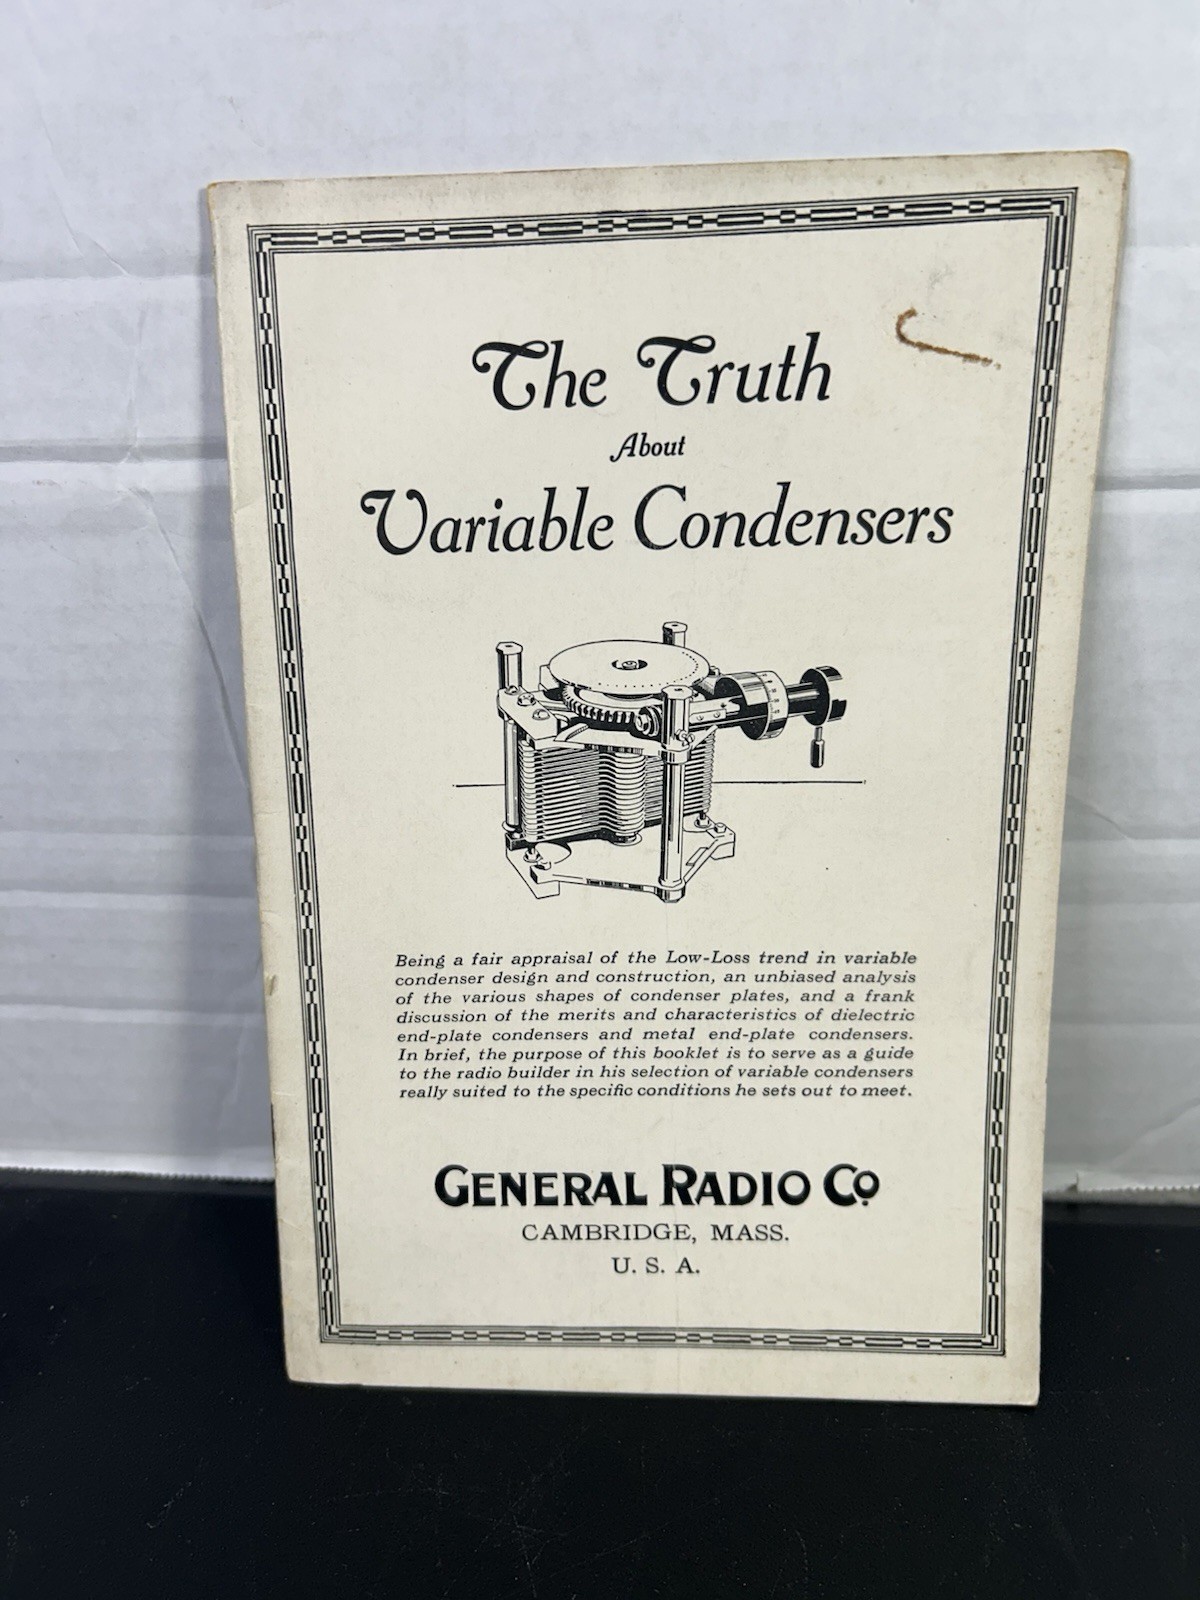 The Truth
About
Variable Condensers
Being a fair appraisal of the Low-Loss trend in variable
condenser design and construction, an unbiased analysis
of the various shapes of condenser plates, and a frank
discussion of the merits and characteristics of dielectric
end-plate condensers and metal end-plate condensers.
In brief, the purpose of this booklet is to serve as a guide
to the radio builder in his selection of variable condensers
really suited to the specific conditions he sets out to meet.
GENERAL RADIO CO.
CAMBRIDGE, MASS.
U. S. A.